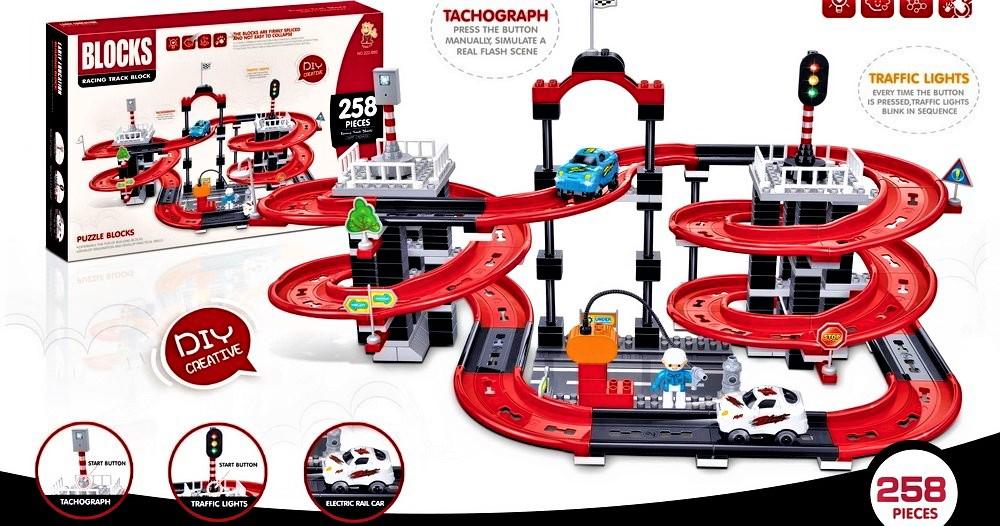 BLOCKS
RACING TRACK BLOCK
THE BLOCKS ARE FIRMLY SPLICED
AND NOT EASY TO COLLAPSE
DIY
CREATIVE
258
PIECES
PUZZLE BLOCKS
TACHOGRAPH
PRESS THE BUTTON
MANUALLY, SIMULATE A
REAL FLASH SCENE
TRAFFIC LIGHTS
EVERY TIME THE BUTTON
IS PRESSED,TRAFFIC LIGHTS
BLINK IN SEQUENCE
UNDER
STOP
DIY
CREATIVE
START BUTTON
TACHOGRAPH
START BUTTON
TRAFFIC LIGHTS
ELECTRIC RAIL CAR
258
PIECES